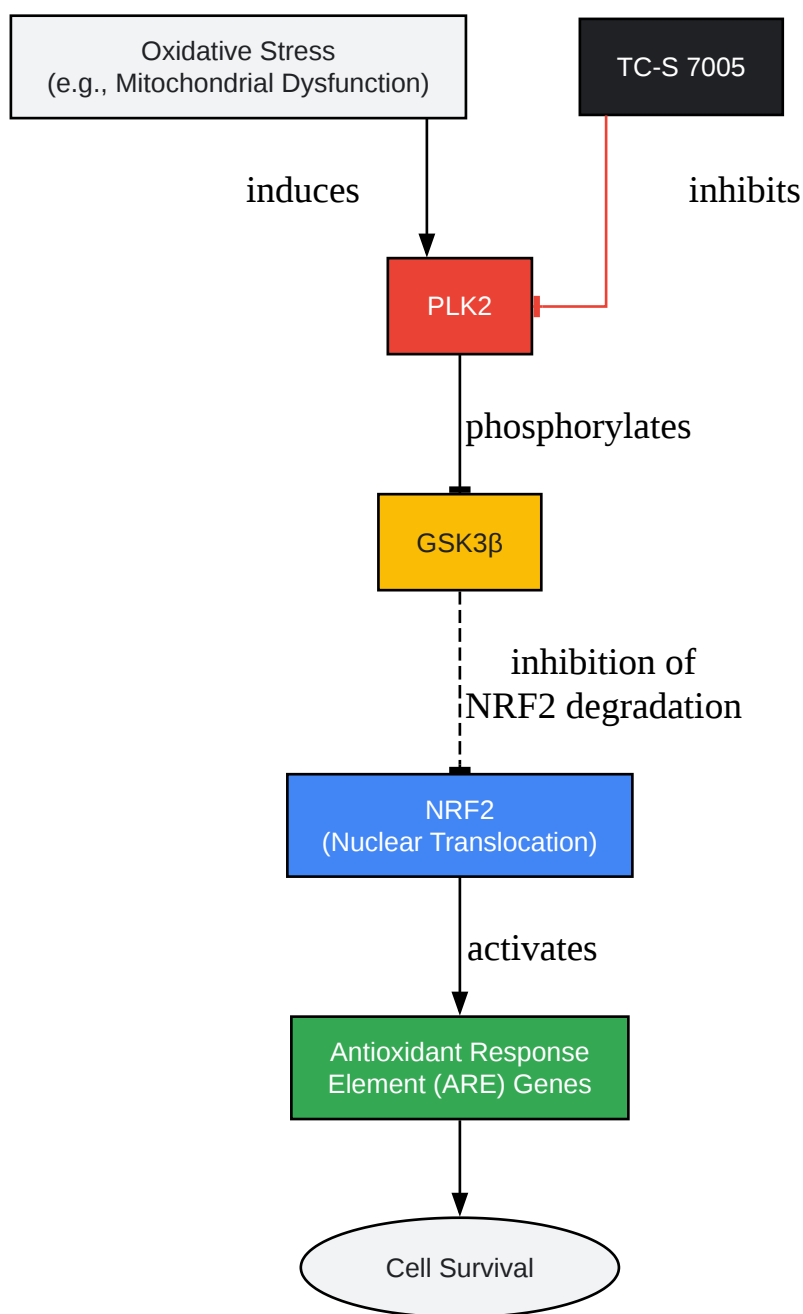 Oxidative Stress
(e.g., Mitochondrial Dysfunction)
TC-S 7005
induces
inhibits
PLK2
phosphorylates
GSK3β
inhibition of
NRF2 degradation
NRF2
(Nuclear Translocation)
activates
Antioxidant Response
Element (ARE) Genes
Cell Survival